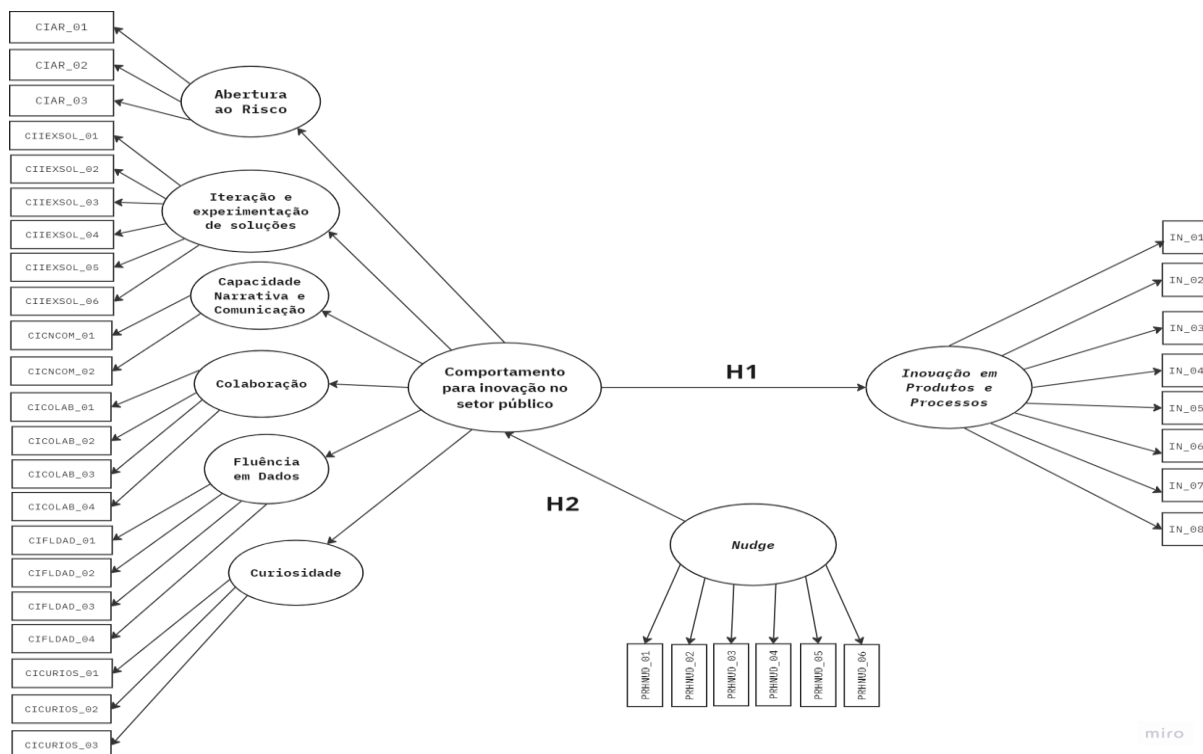 CIAR_01
CIAR_02
CIAR_03
CIIEXSOL_01
CIIEXSOL_02
CIIEXSOL_03
CIIEXSOL_04
CIIEXSOL_05
CIIEXSOL_06
CICNCOM_01
CICNCOM_02
CICOLAB_01
CICOLAB_02
CICOLAB_03
CICOLAB_04
CIFLDAD_01
CIFLDAD_02
CIFLDAD_03
CIFLDAD_04
CICURIOS_01
CICURIOS_02
CICURIOS_03
Abertura
ao Risco
Iteração e
experimentação
de soluções
Capacidade
Narrativa e
Comunicação
Colaboração
Fluência
em Dados
Curiosidade
Comportamento
para inovação no
setor público
H1
H2
Inovação em
Produtos e
Processos
Nudge
PRHNUD_01
PRHNUD_02
PRHNUD_03
PRHNUD_04
PRHNUD_05
PRHNUD_06
IN_01
IN_02
IN_03
IN_04
IN_05
IN_06
IN_07
IN_08
miro